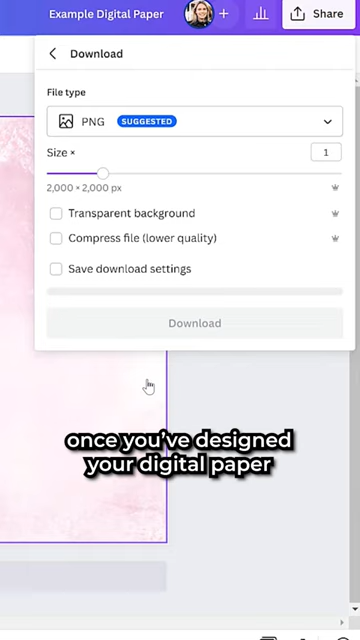 Example Digital Paper
Share
Download
File type
PNG SUGGESTED
Size × 1
2,000 × 2,000 px
Transparent background
Compress file (lower quality)
Save download settings
Download
once you've designed
your digital paper